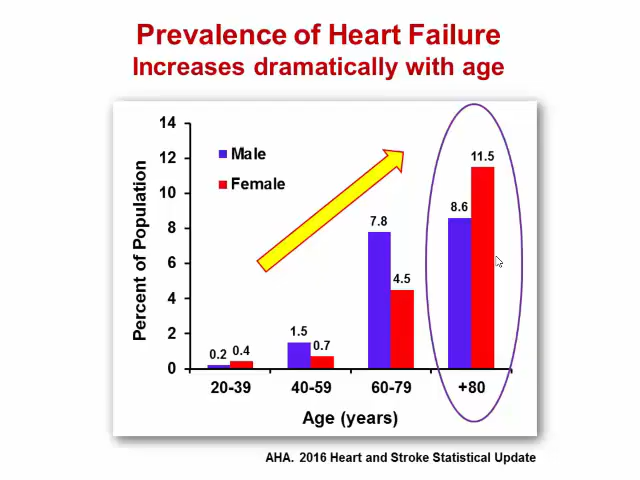 Prevalence of Heart Failure
Increases dramatically with age
14
12
10
8
6
4
2
0
Percent of Population
Male
Female
0.2 0.4
1.5 0.7
7.8 4.5
8.6 11.5
20-39 40-59 60-79 +80
Age (years)
AHA. 2016 Heart and Stroke Statistical Update